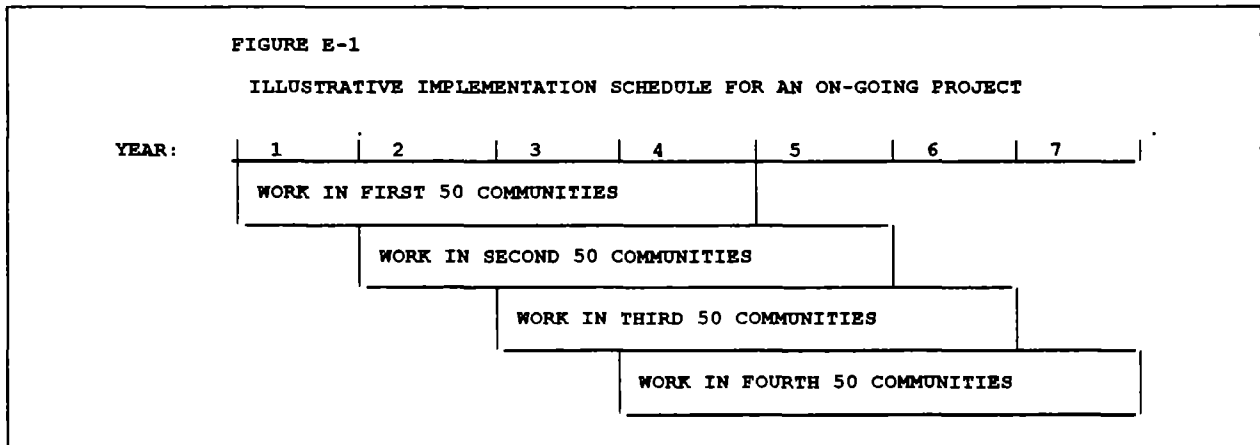 FIGURE E-1
ILLUSTRATIVE IMPLEMENTATION SCHEDULE FOR AN ON-GOING PROJECT
YEAR: 1 2 3 4 5 6 7
WORK IN FIRST 50 COMMUNITIES
WORK IN SECOND 50 COMMUNITIES
WORK IN THIRD 50 COMMUNITIES
WORK IN FOURTH 50 COMMUNITIES